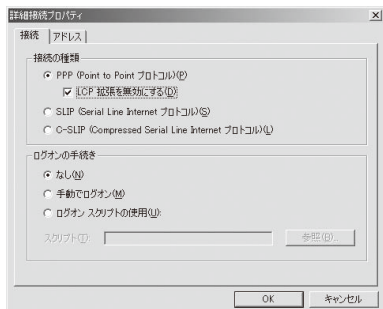 詳細接続プロパティ
接続
アドレス
接続の種類
PPP (Point to Point プロトコル)(P)
LCP 拡張を無効にする(D)
SLIP (Serial Line Internet プロトコル)(S)
C-SLIP (Compressed Serial Line Internet プロトコル)(L)
ログオンの手続き
なし(N)
手動でログオン(M)
ログオン スクリプトの使用(U):
スクリプト(T):
参照(B)...
OK
キャンセル